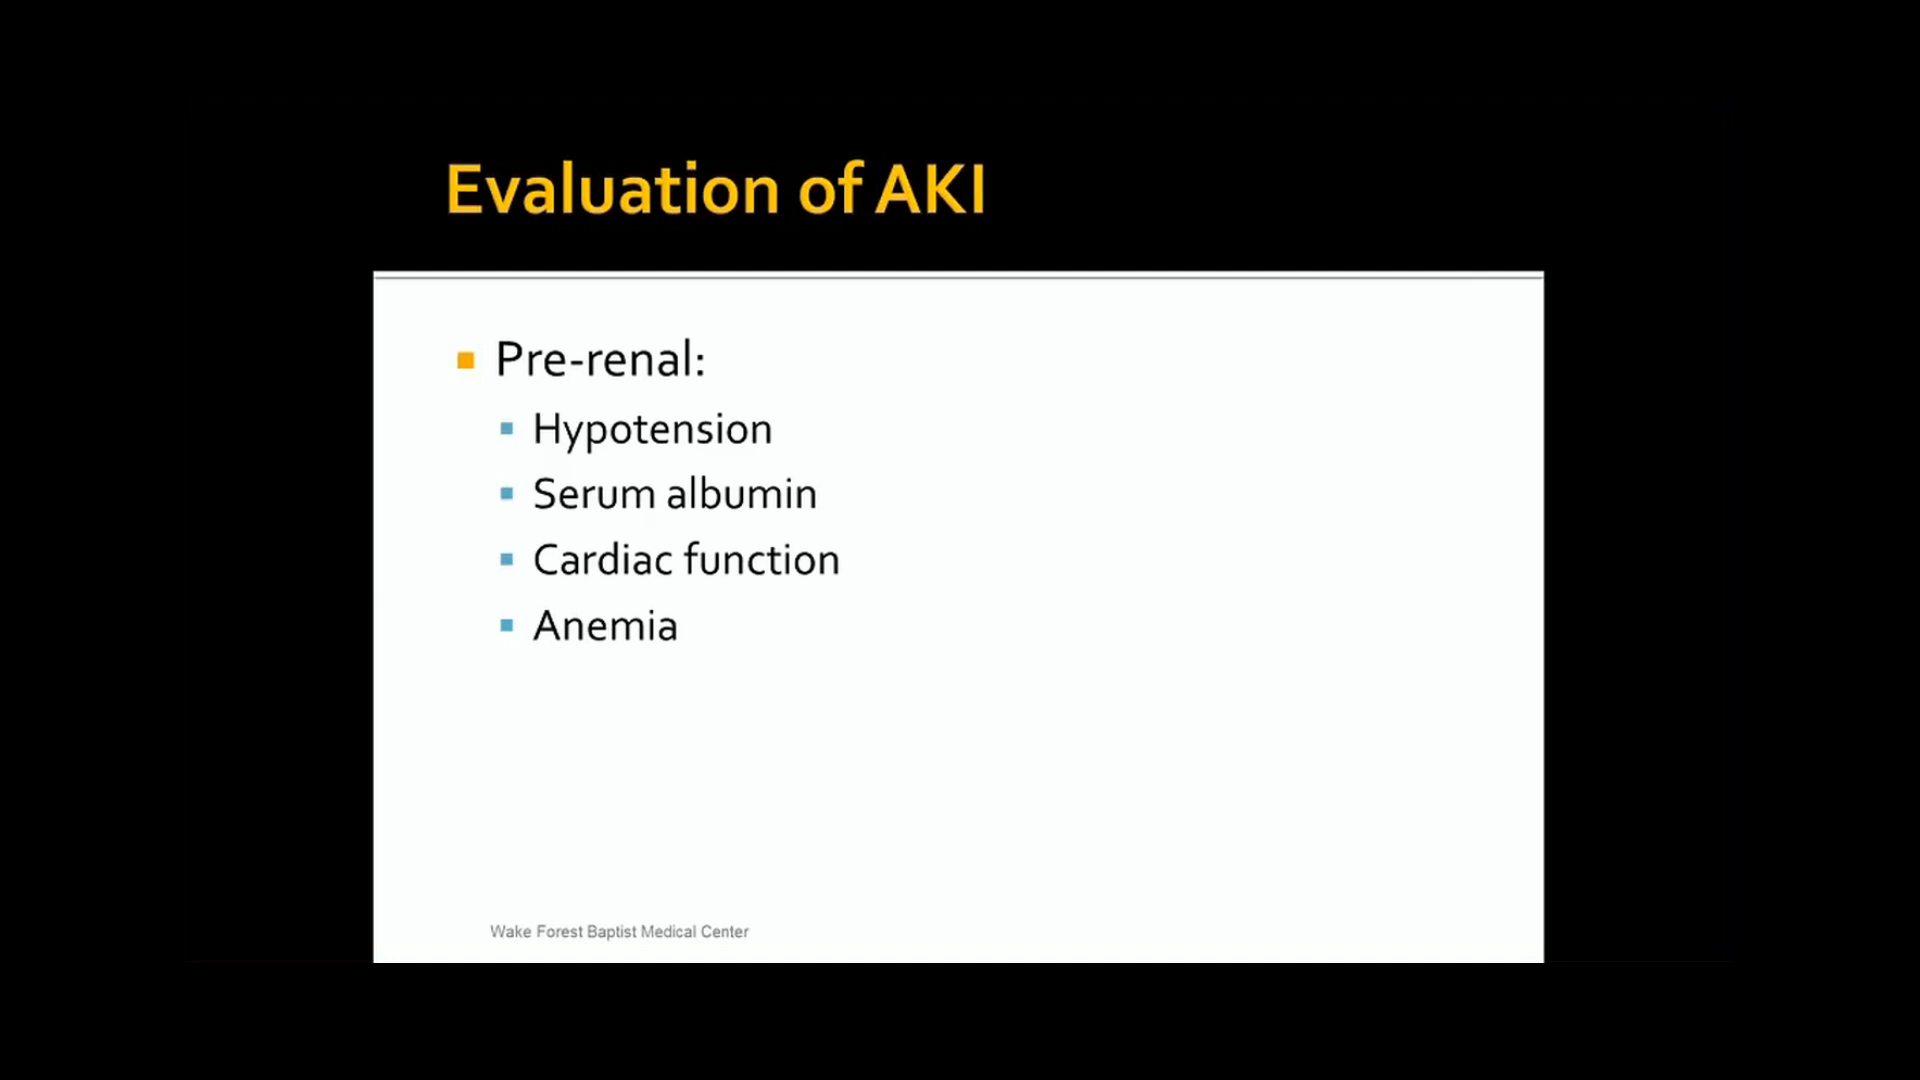 Evaluation of AKI
Pre-renal:
Hypotension
Serum albumin
Cardiac function
Anemia
Wake Forest Baptist Medical Center